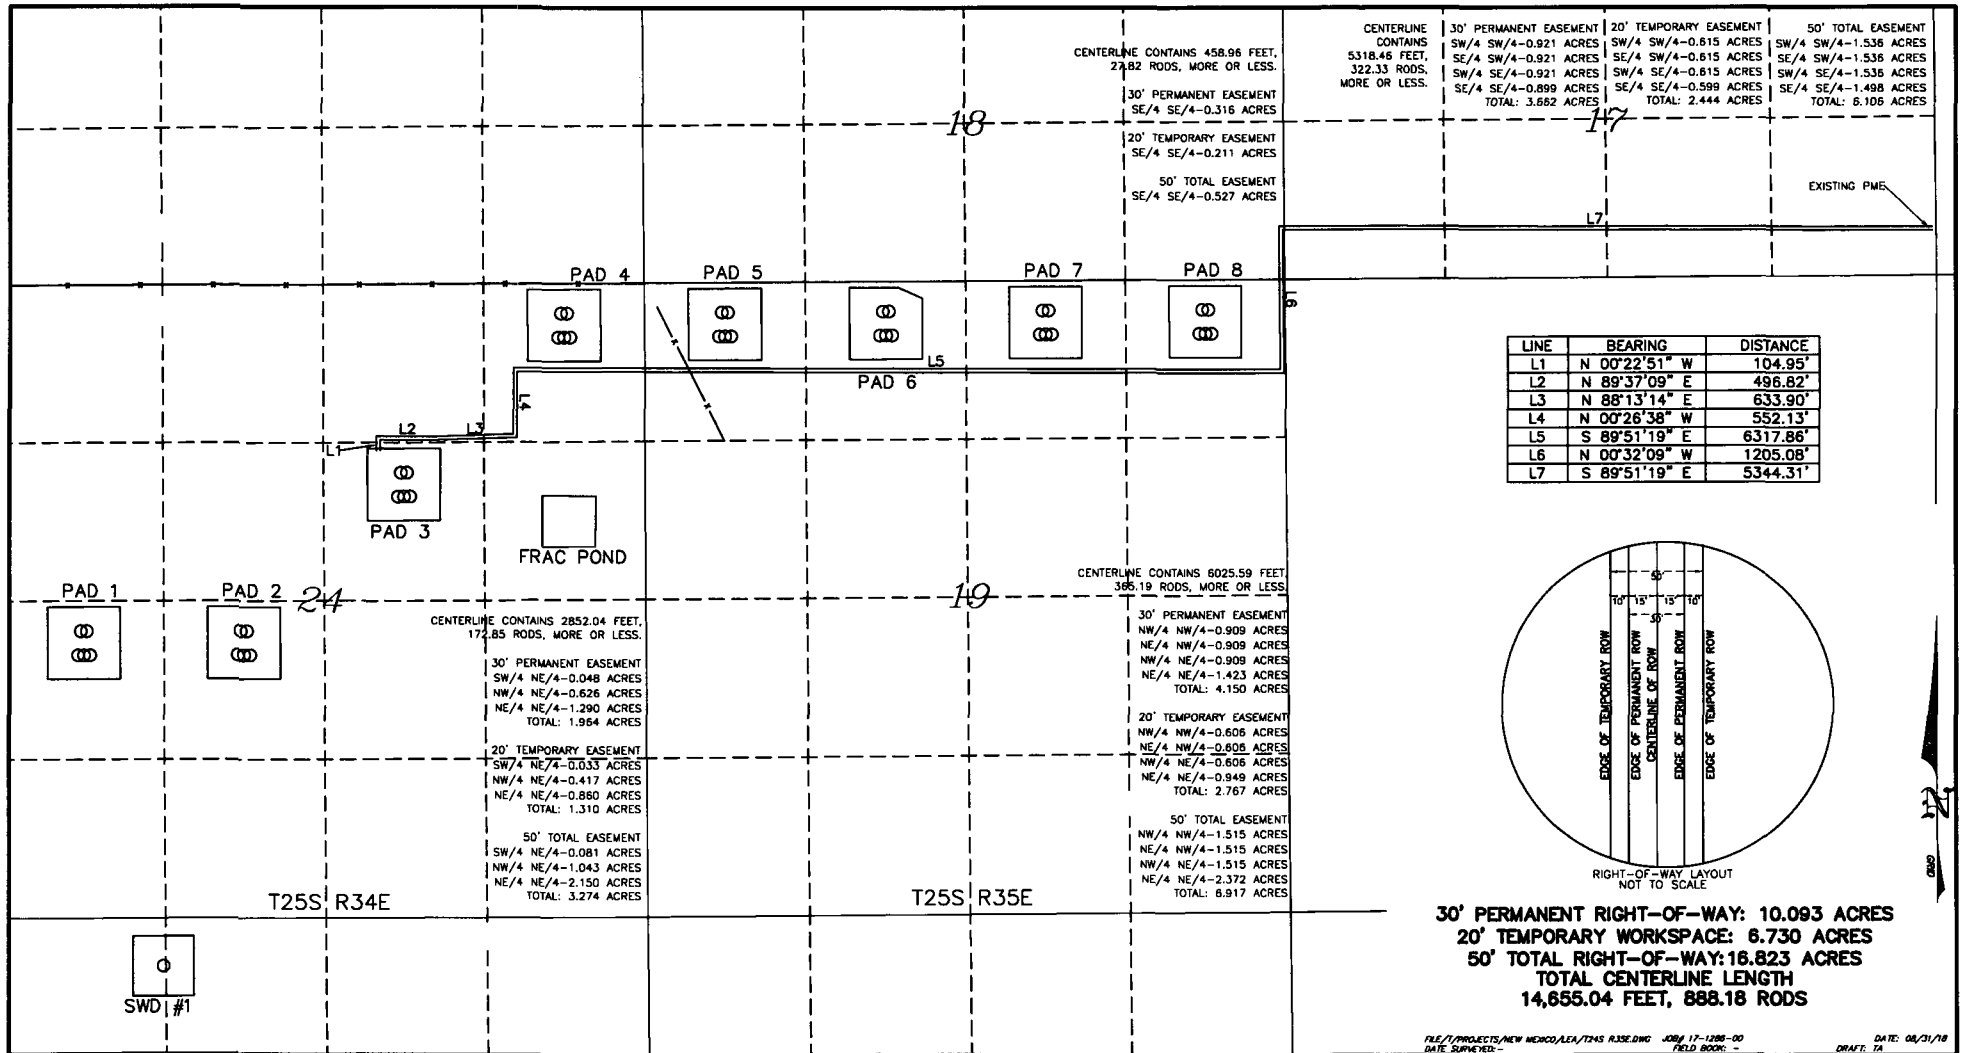 CENTERLINE CONTAINS 458.96 FEET,
27.82 RODS, MORE OR LESS.
30' PERMANENT EASEMENT
SE/4 SE/4-0.316 ACRES
20' TEMPORARY EASEMENT
SE/4 SE/4-0.211 ACRES
50' TOTAL EASEMENT
SE/4 SE/4-0.527 ACRES
CENTERLINE
CONTAINS
5318.46 FEET,
322.33 RODS,
MORE OR LESS.
30' PERMANENT EASEMENT
SW/4 SW/4-0.921 ACRES
SE/4 SW/4-0.921 ACRES
SW/4 SE/4-0.921 ACRES
SE/4 SE/4-0.899 ACRES
TOTAL: 3.662 ACRES
20' TEMPORARY EASEMENT
SW/4 SW/4-0.615 ACRES
SE/4 SW/4-0.615 ACRES
SW/4 SE/4-0.615 ACRES
SE/4 SE/4-0.599 ACRES
TOTAL: 2.444 ACRES
50' TOTAL EASEMENT
SW/4 SW/4-1.536 ACRES
SE/4 SW/4-1.536 ACRES
SW/4 SE/4-1.536 ACRES
SE/4 SE/4-1.498 ACRES
TOTAL: 6.106 ACRES
18
17
EXISTING PME
L7
PAD 4
PAD 5
PAD 7
PAD 8
L6
L5
PAD 6
L4
L2
L3
L1
PAD 3
FRAC POND
LINE BEARING DISTANCE
L1 N 00°22'51" W 104.95'
L2 N 89°37'09" E 496.82'
L3 N 88°13'14" E 633.90'
L4 N 00°26'38" W 552.13'
L5 S 89°51'19" E 6317.86'
L6 N 00°32'09" W 1205.08'
L7 S 89°51'19" E 5344.31'
PAD 1
PAD 2
24
19
CENTERLINE CONTAINS 2852.04 FEET,
172.85 RODS, MORE OR LESS.
30' PERMANENT EASEMENT
SW/4 NE/4-0.048 ACRES
NW/4 NE/4-0.626 ACRES
NE/4 NE/4-1.290 ACRES
TOTAL: 1.964 ACRES
20' TEMPORARY EASEMENT
SW/4 NE/4-0.033 ACRES
NW/4 NE/4-0.417 ACRES
NE/4 NE/4-0.860 ACRES
TOTAL: 1.310 ACRES
50' TOTAL EASEMENT
SW/4 NE/4-0.081 ACRES
NW/4 NE/4-1.043 ACRES
NE/4 NE/4-2.150 ACRES
TOTAL: 3.274 ACRES
CENTERLINE CONTAINS 6025.59 FEET,
365.19 RODS, MORE OR LESS.
30' PERMANENT EASEMENT
NW/4 NW/4-0.909 ACRES
NE/4 NW/4-0.909 ACRES
NW/4 NE/4-0.909 ACRES
NE/4 NE/4-1.423 ACRES
TOTAL: 4.150 ACRES
20' TEMPORARY EASEMENT
NW/4 NW/4-0.606 ACRES
NE/4 NW/4-0.606 ACRES
NW/4 NE/4-0.606 ACRES
NE/4 NE/4-0.949 ACRES
TOTAL: 2.767 ACRES
50' TOTAL EASEMENT
NW/4 NW/4-1.515 ACRES
NE/4 NW/4-1.515 ACRES
NW/4 NE/4-1.515 ACRES
NE/4 NE/4-2.372 ACRES
TOTAL: 6.917 ACRES
T25S R34E
T25S R35E
SWD #1
50'
10' 15' 15' 10'
30'
EDGE OF TEMPORARY ROW
EDGE OF PERMANENT ROW
CENTERLINE OF ROW
EDGE OF PERMANENT ROW
EDGE OF TEMPORARY ROW
RIGHT-OF-WAY LAYOUT
NOT TO SCALE
GRID
30' PERMANENT RIGHT-OF-WAY: 10.093 ACRES
20' TEMPORARY WORKSPACE: 6.730 ACRES
50' TOTAL RIGHT-OF-WAY: 16.823 ACRES
TOTAL CENTERLINE LENGTH
14,655.04 FEET, 888.18 RODS
FILE/T/PROJECTS/NEW MEXICO/LEA/T24S R35E.DWG JOB# 17-1286-00 DATE: 08/31/18
DATE SURVEYED:- FIELD BOOK: - DRAFT: TA